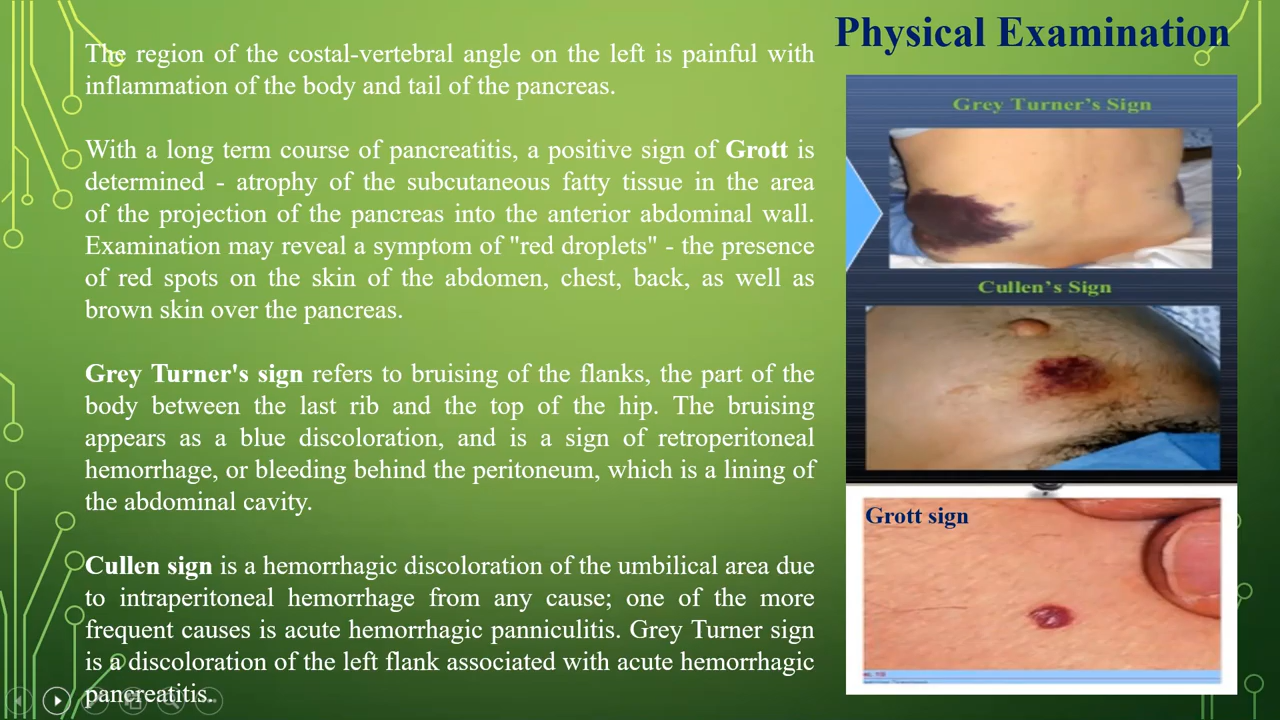 Physical Examination
The region of the costal-vertebral angle on the left is painful with
inflammation of the body and tail of the pancreas.
With a long term course of pancreatitis, a positive sign of Grott is
determined - atrophy of the subcutaneous fatty tissue in the area
of the projection of the pancreas into the anterior abdominal wall.
Examination may reveal a symptom of "red droplets" - the presence
of red spots on the skin of the abdomen, chest, back, as well as
brown skin over the pancreas.
Grey Turner's sign refers to bruising of the flanks, the part of the
body between the last rib and the top of the hip. The bruising
appears as a blue discoloration, and is a sign of retroperitoneal
hemorrhage, or bleeding behind the peritoneum, which is a lining of
the abdominal cavity.
Cullen sign is a hemorrhagic discoloration of the umbilical area due
to intraperitoneal hemorrhage from any cause; one of the more
frequent causes is acute hemorrhagic panniculitis. Grey Turner sign
is a discoloration of the left flank associated with acute hemorrhagic
pancreatitis.
Grey Turner's Sign
Cullen's Sign
Grott sign